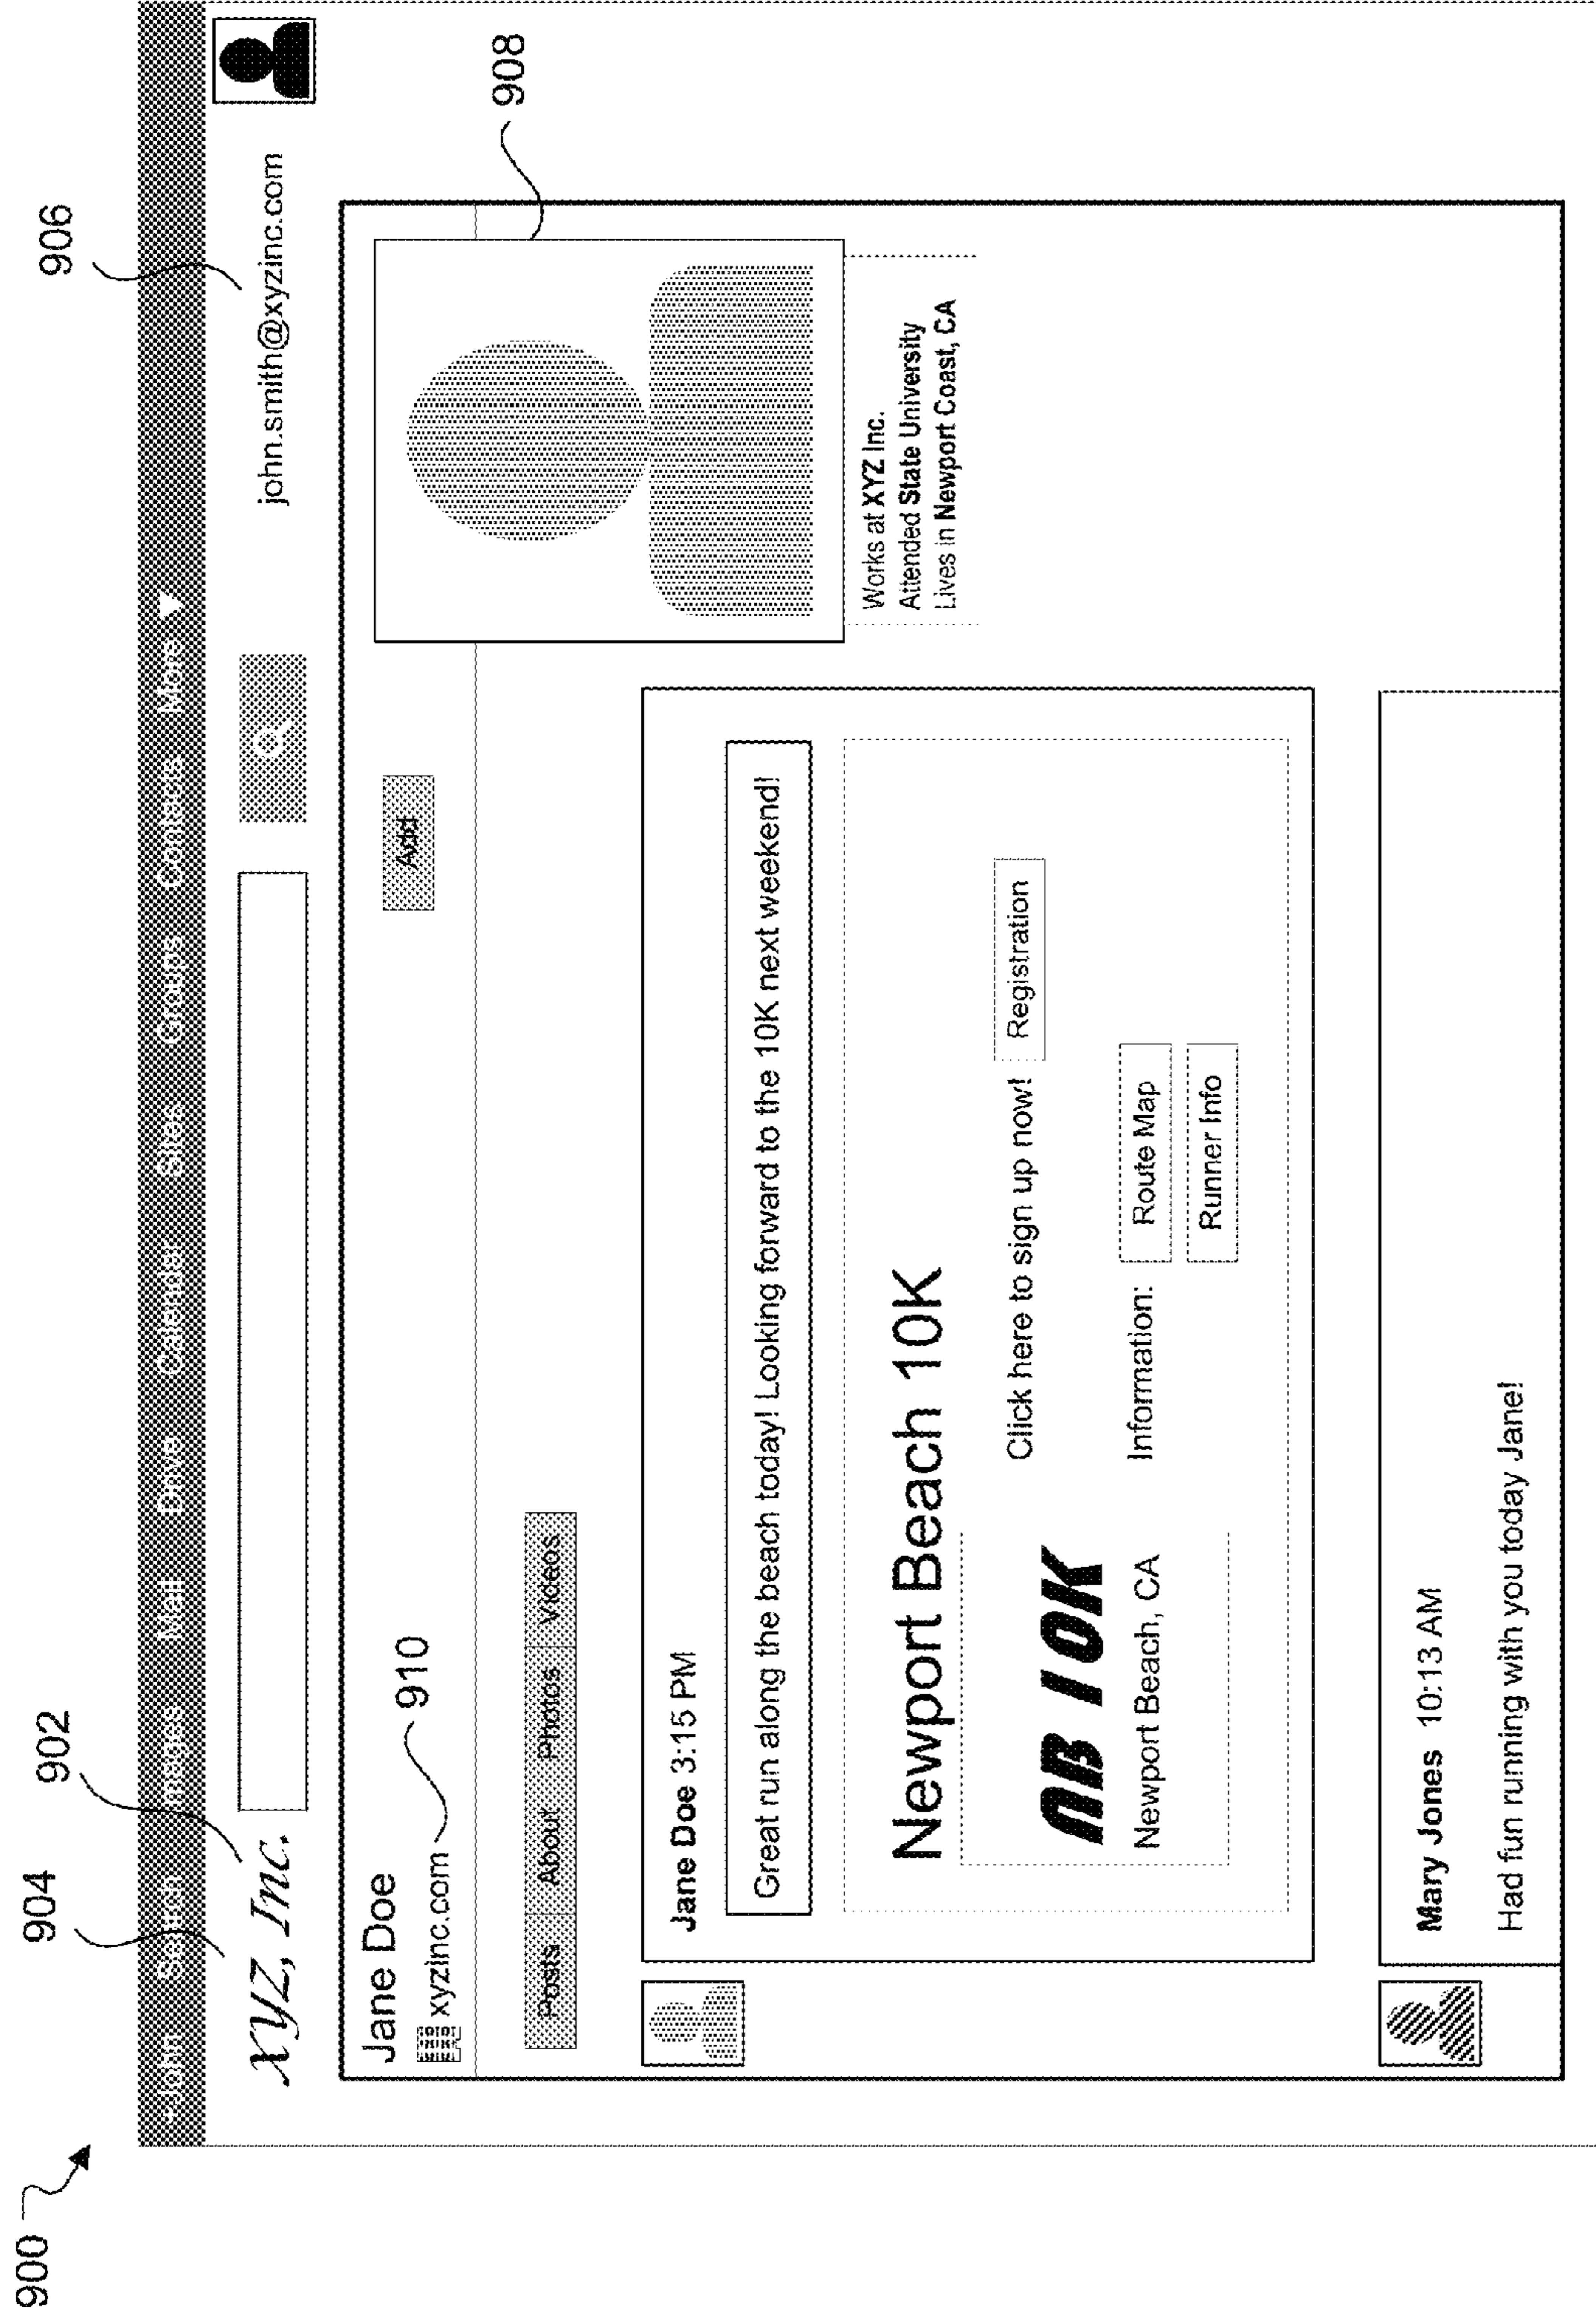 900
904
902
906
+John Search Images Mail Drive Calender Sites Groups Contacts More ▼
XYZ, Inc.
john.smith@xyzinc.com
Jane Doe
xyzinc.com
910
Add
908
Posts About Photos Videos
Works at XYZ Inc.
Attended State University
Lives in Newport Coast, CA
Jane Doe 3:15 PM
Great run along the beach today! Looking forward to the 10K next weekend!
Newport Beach 10K
NB 10K
Newport Beach, CA
Click here to sign up now!
Registration
Information:
Route Map
Runner Info
Mary Jones 10:13 AM
Had fun running with you today Jane!